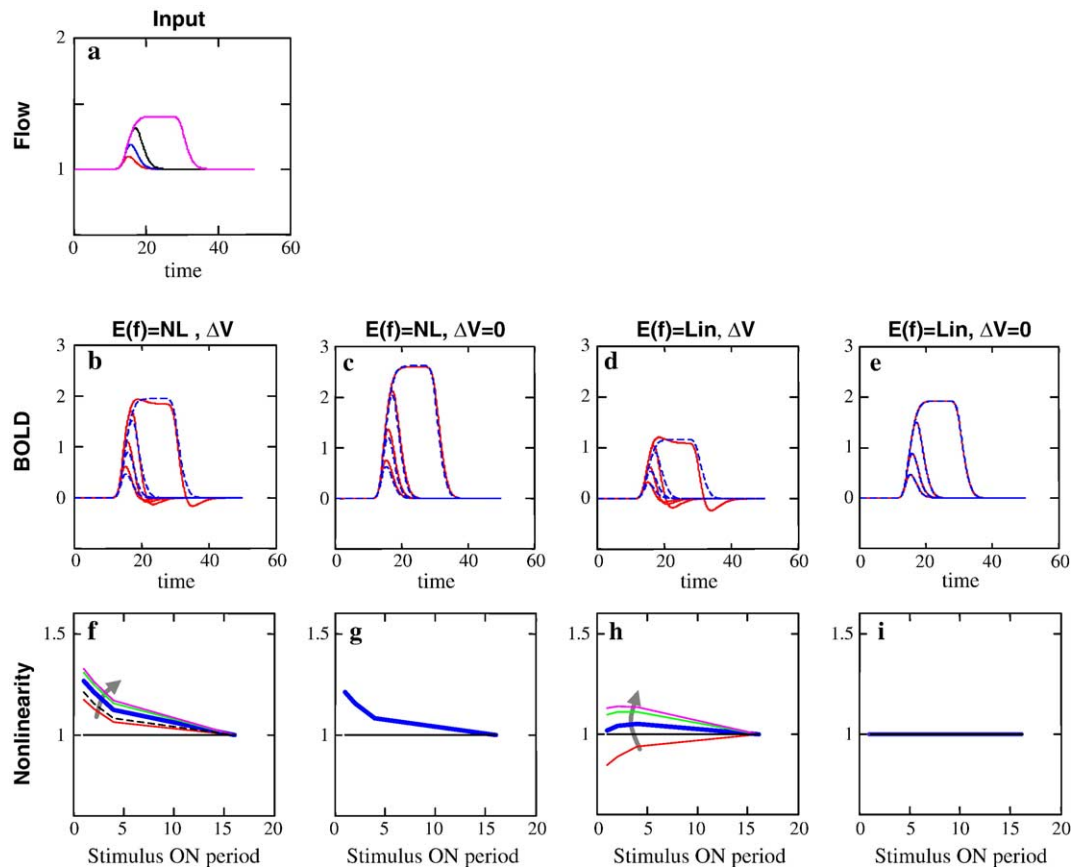 Input
a
Flow
2
1
0 20 40 60
time
E(f)=NL , ΔV
E(f)=NL, ΔV=0
E(f)=Lin, ΔV
E(f)=Lin, ΔV=0
b
c
d
e
BOLD
3
2
1
0
0 20 40 60
time
3
2
1
0
0 20 40 60
time
3
2
1
0
0 20 40 60
time
3
2
1
0
0 20 40 60
time
f
g
h
i
Nonlinearity
1.5
1
0 5 10 15 20
Stimulus ON period
1.5
1
0 5 10 15 20
Stimulus ON period
1.5
1
0 5 10 15 20
Stimulus ON period
1.5
1
0 5 10 15 20
Stimulus ON period